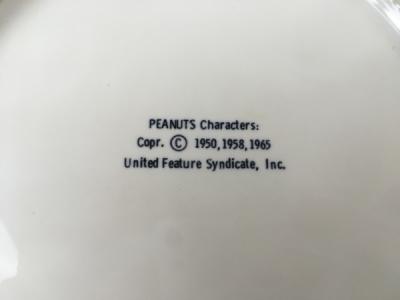 PEANUTS Characters:
Copr. © 1950, 1958, 1965
United Feature Syndicate, Inc.